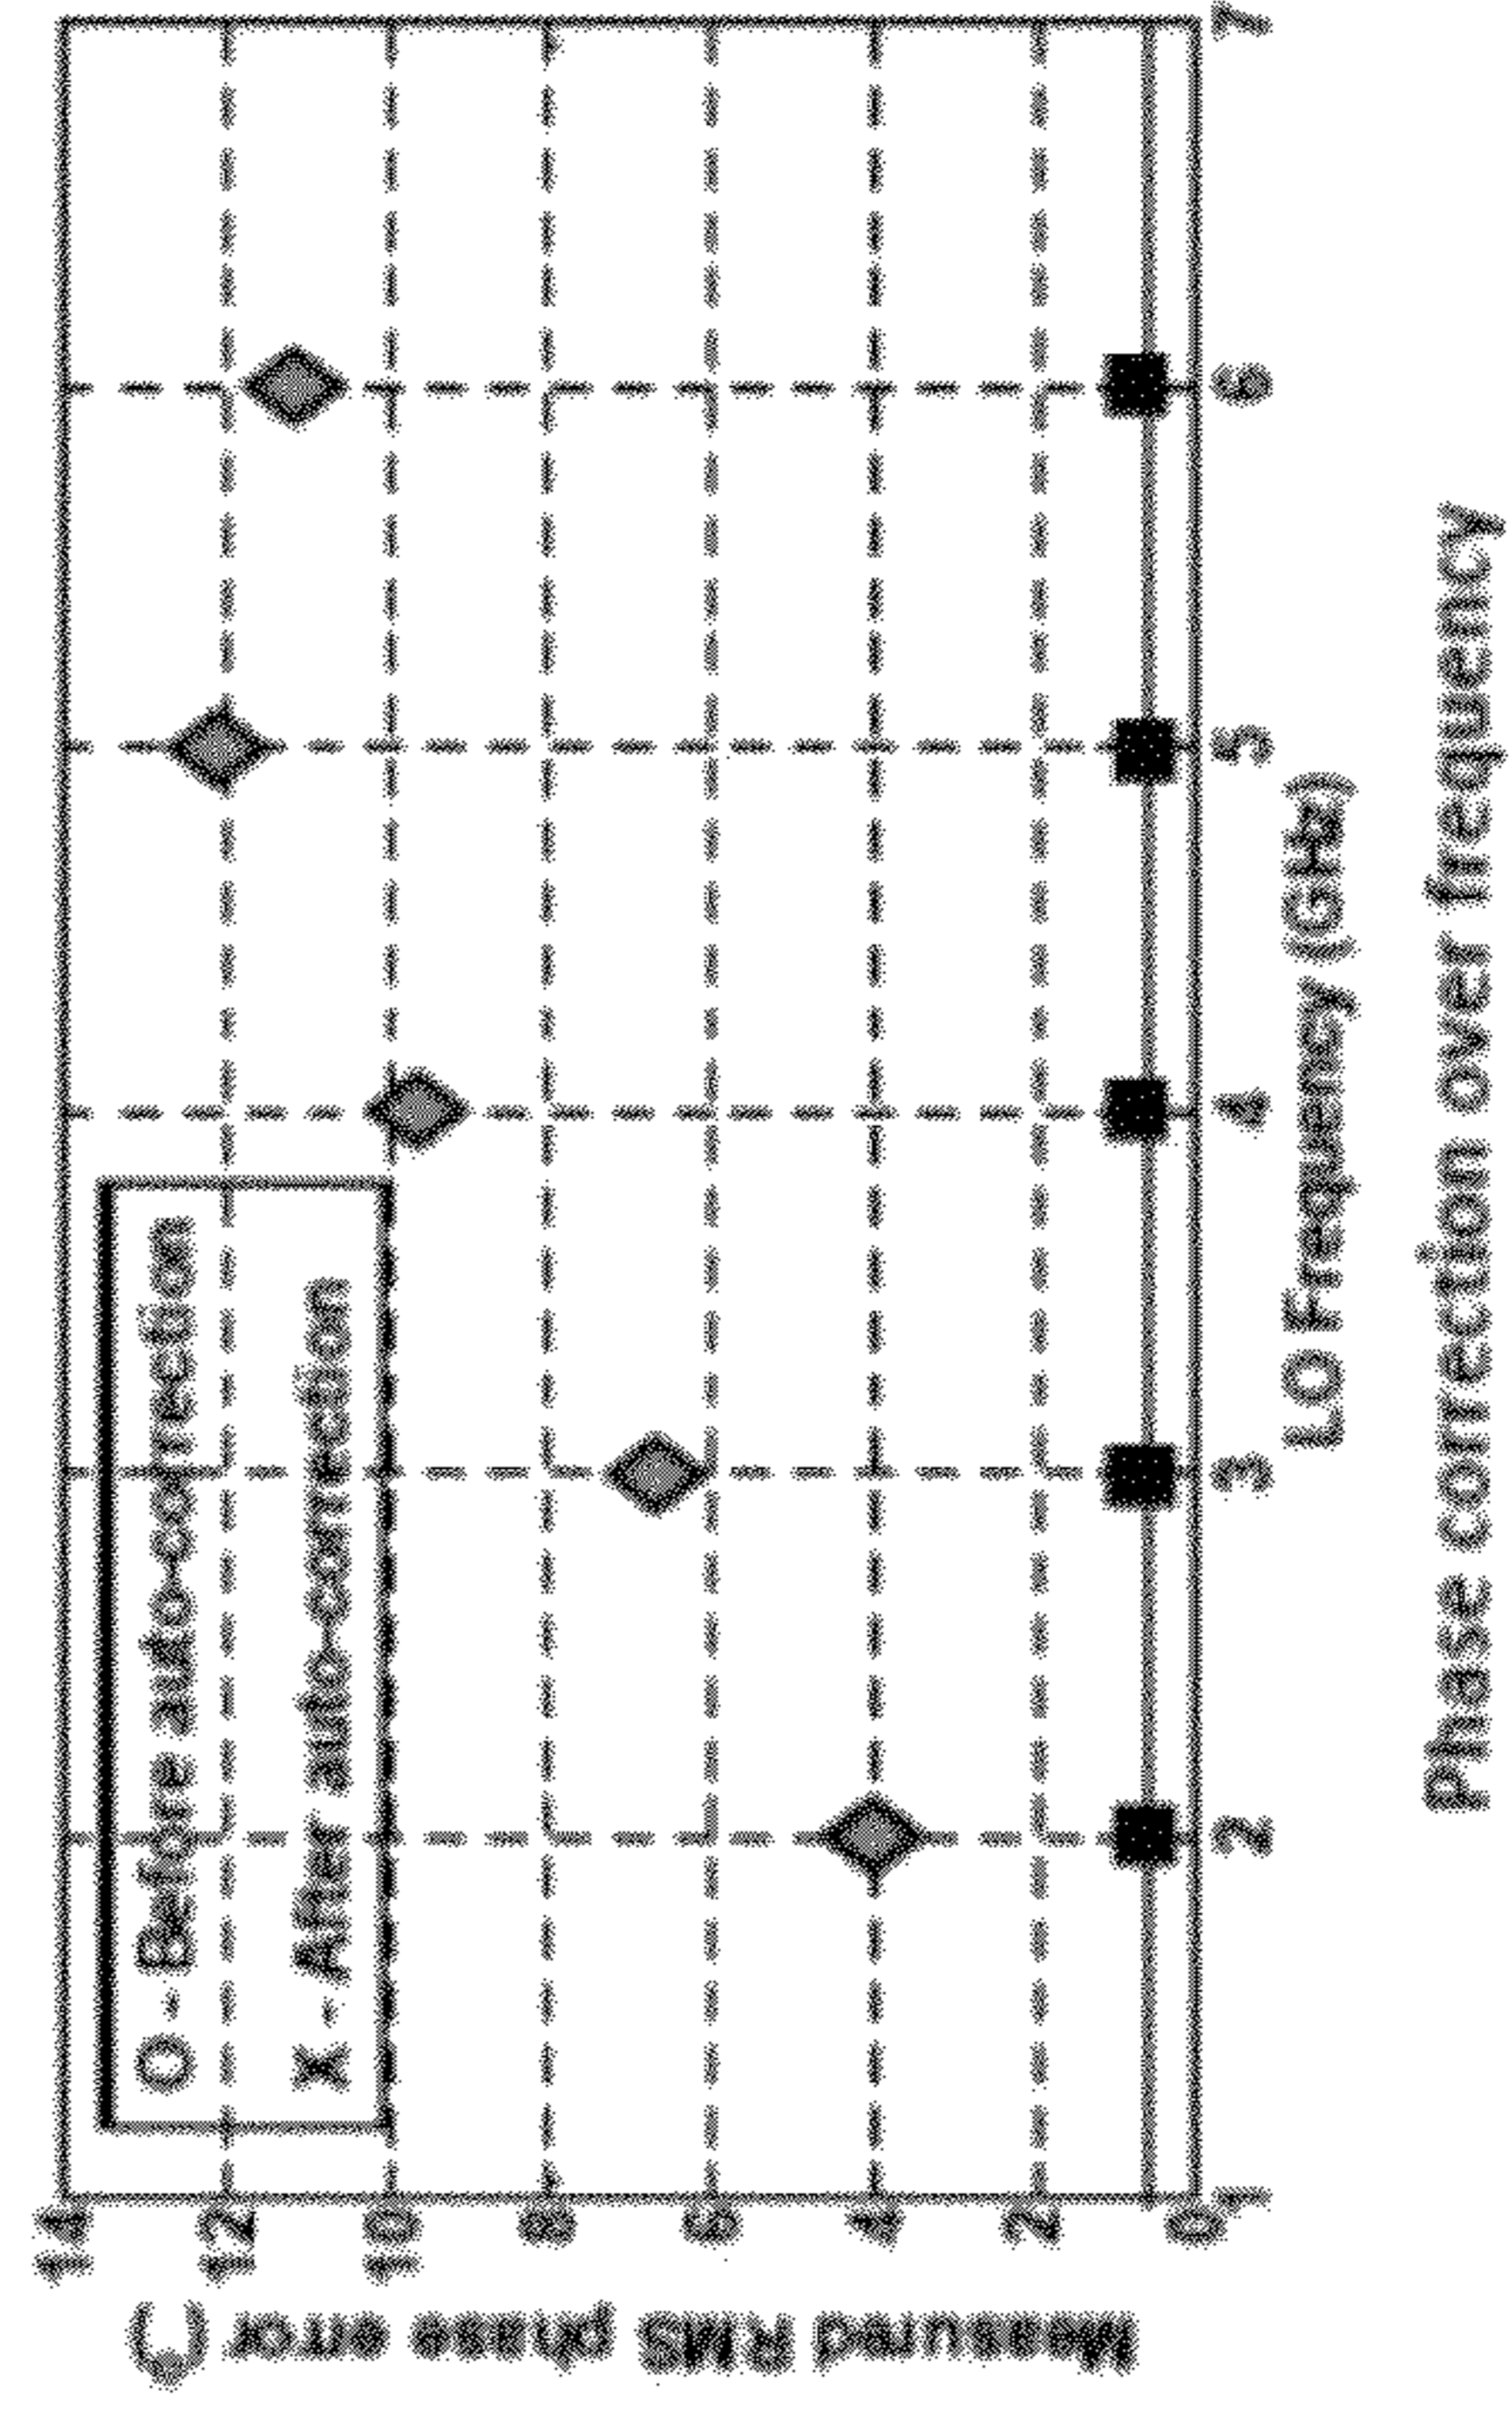 Measured RMS phase error (°)
14
12
10
8
6
4
2
0
O - Before auto-correction
X - After auto-correction
1 2 3 4 5 6 7
LO Frequency (GHz)
Phase correction over frequency